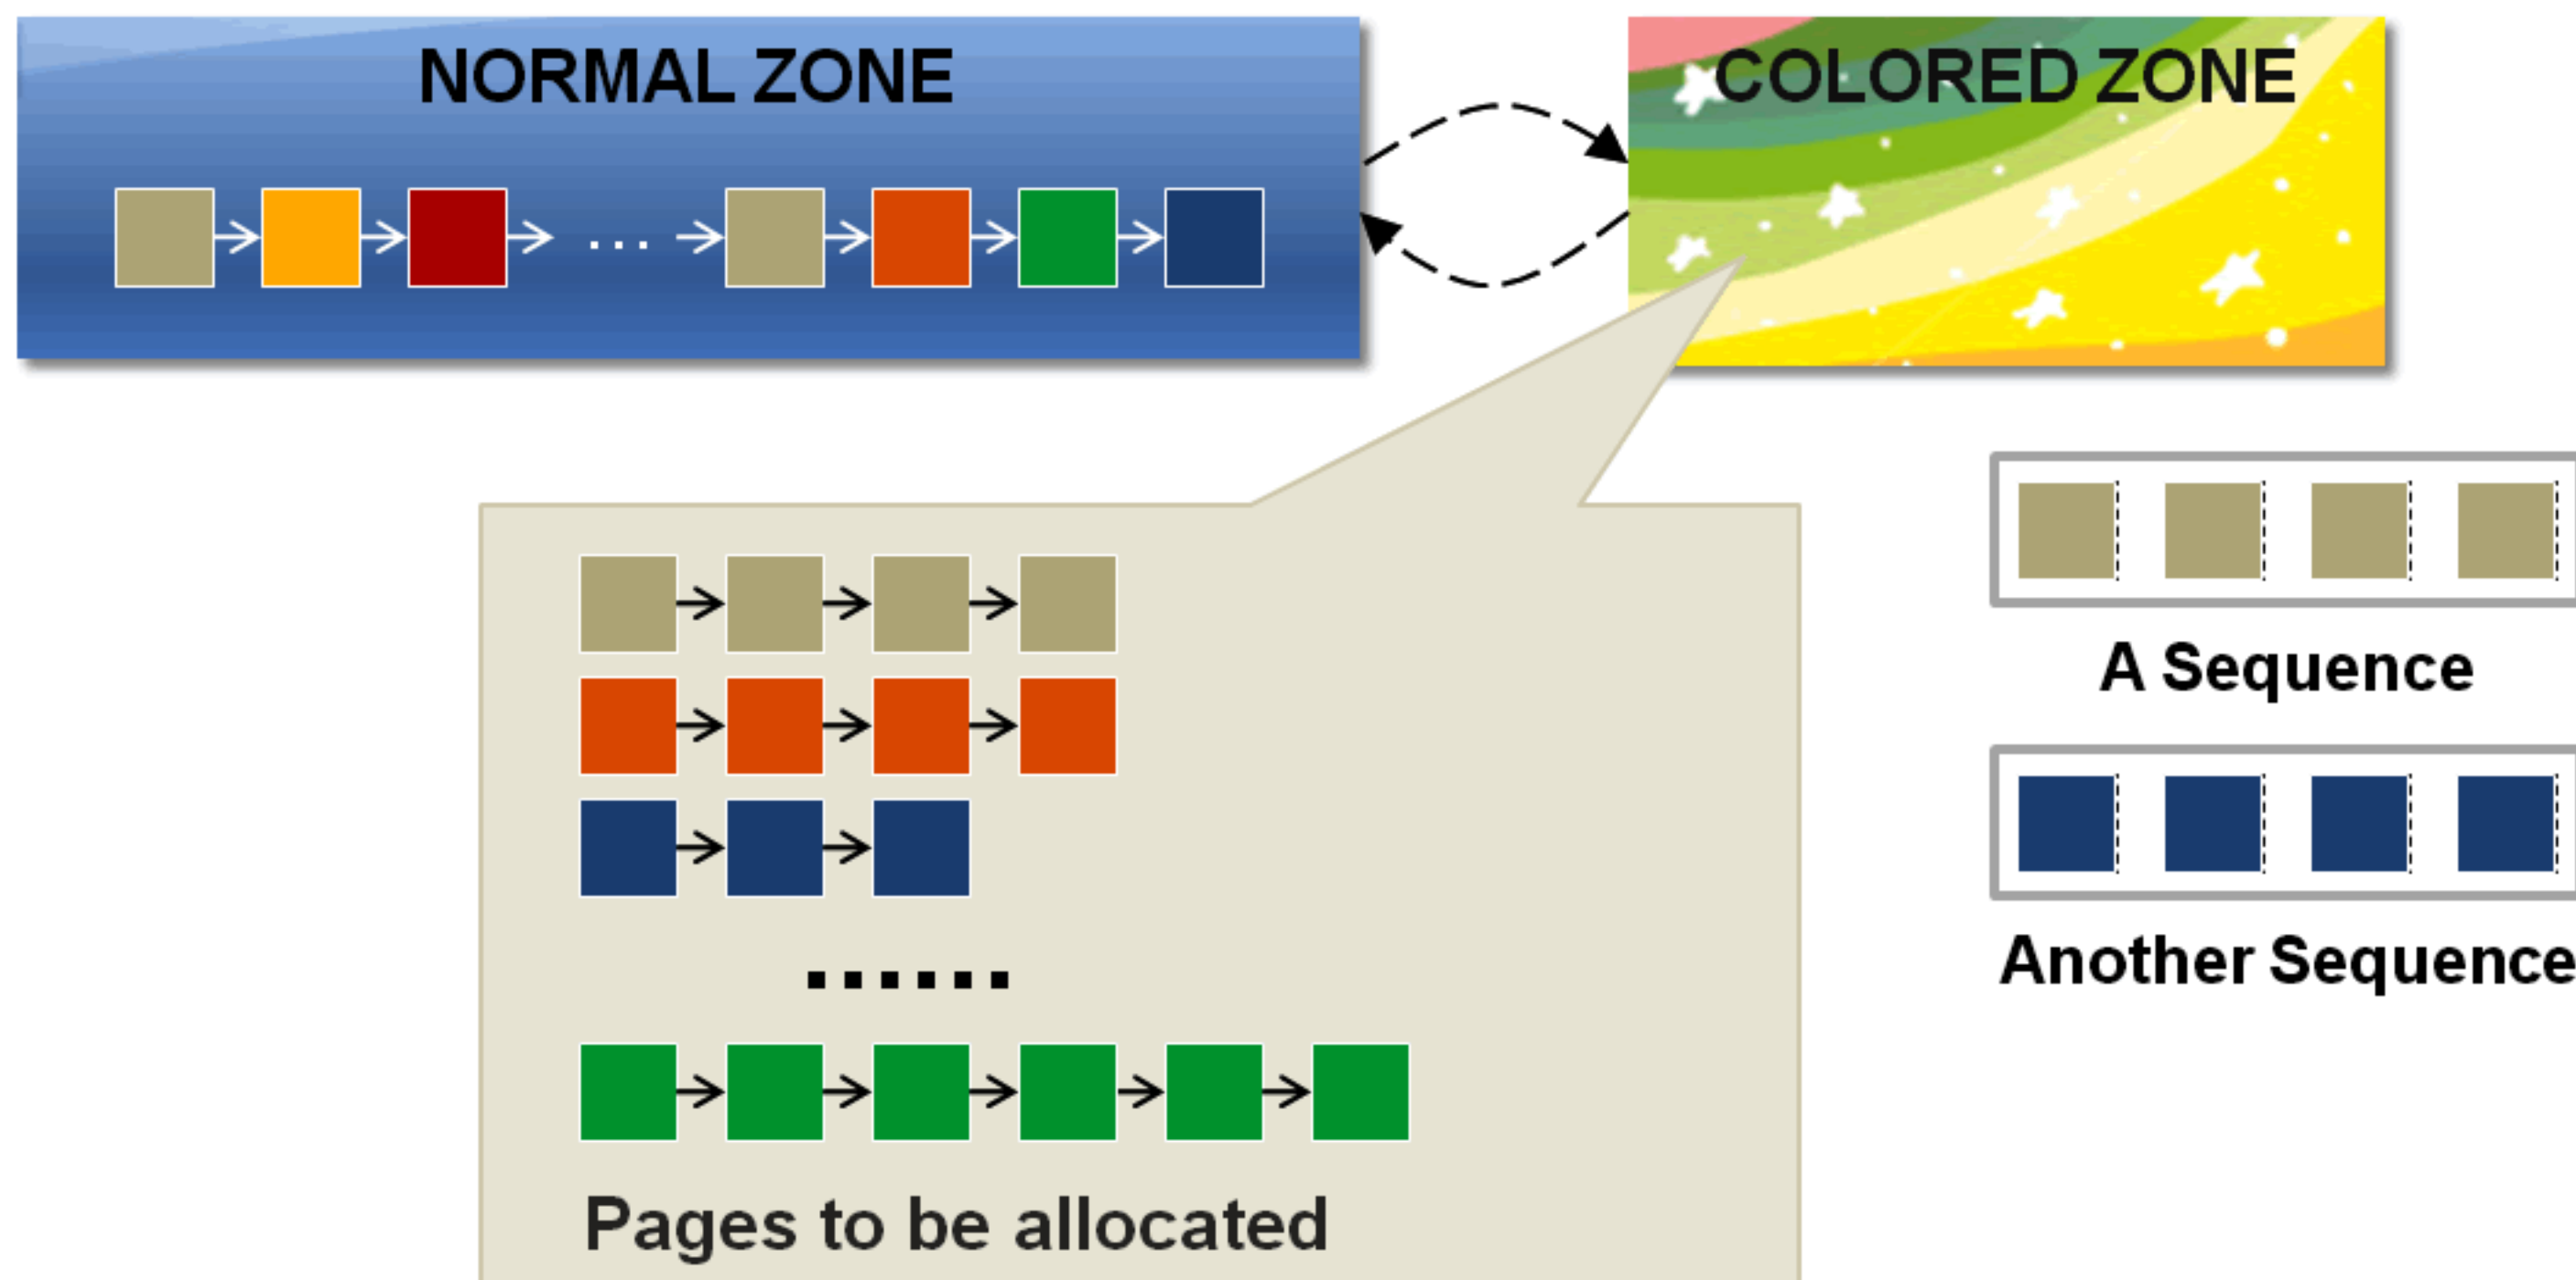 NORMAL ZONE
COLORED ZONE
...
A Sequence
Another Sequence
......
Pages to be allocated